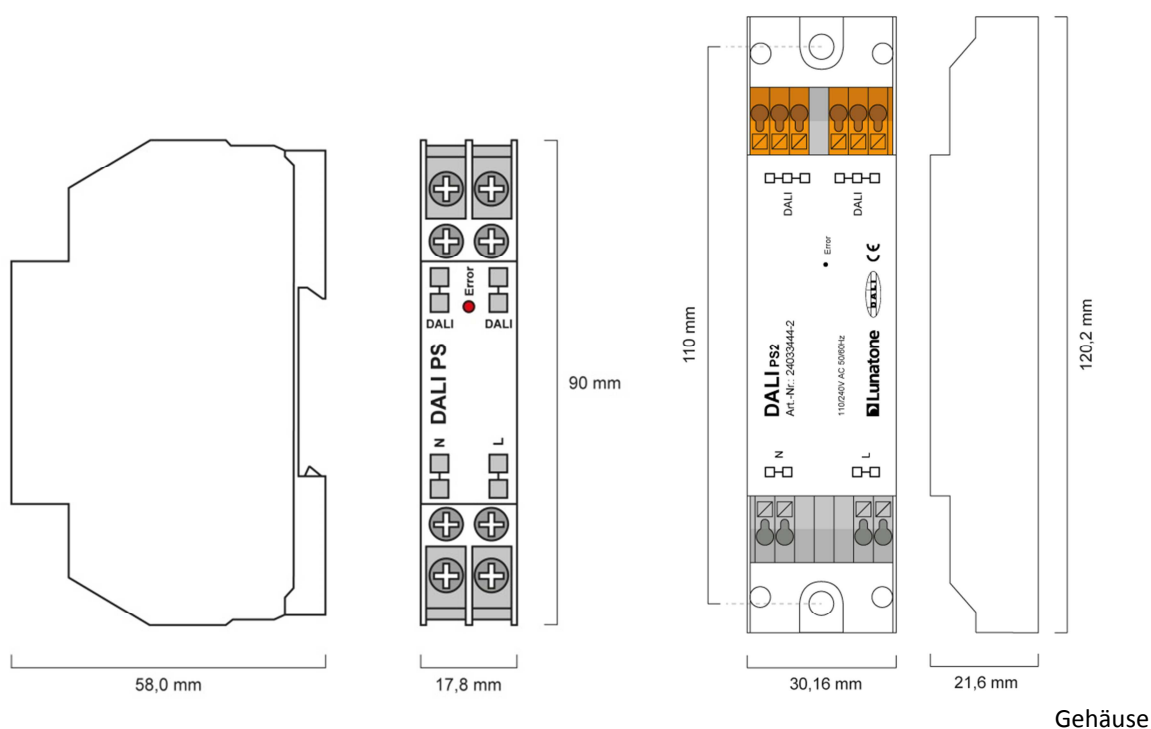 Error
DALI
DALI
DALI PS
N
L
90 mm
58,0 mm
17,8 mm
DALI
DALI
Error
CE
DALI
110 mm
DALI PS2
Art.-Nr.: 24033444-2
110/240V AC 50/60Hz
Lunatone
N
L
120,2 mm
30,16 mm
21,6 mm
Gehäuse